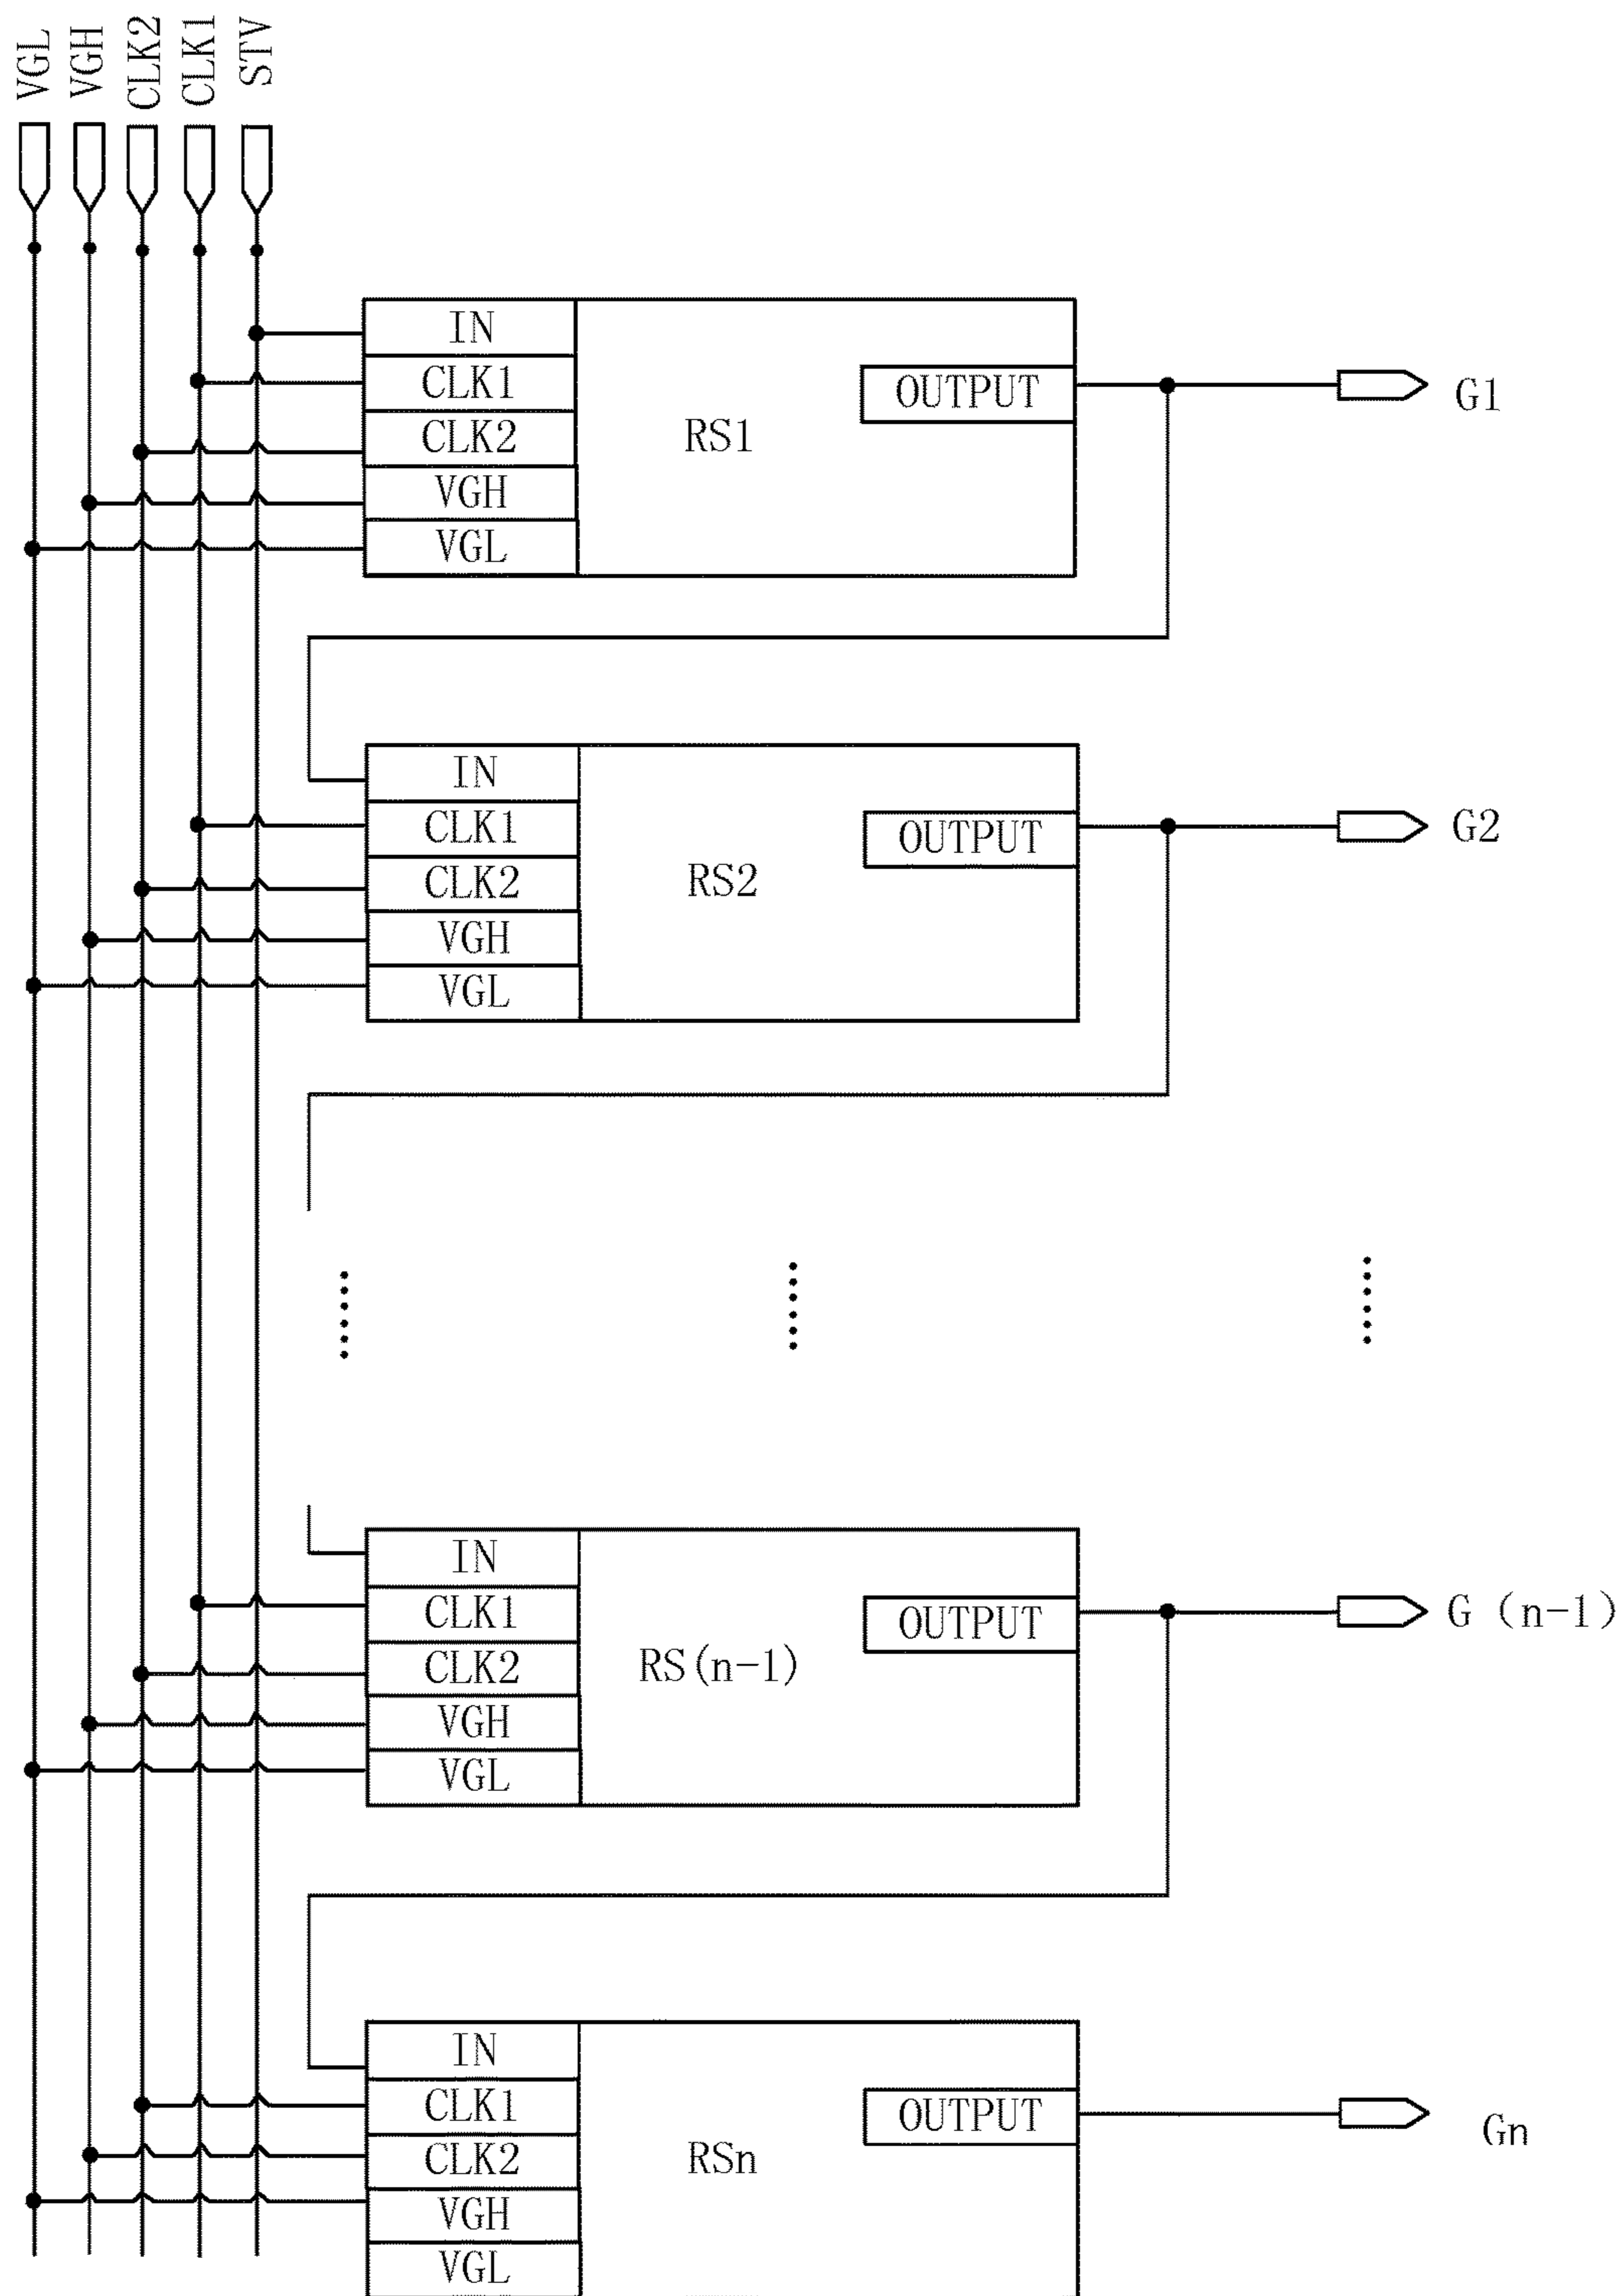 VGL
VGH
CLK2
CLK1
STV
IN
CLK1
CLK2
VGH
VGL
RS1
OUTPUT
G1
IN
CLK1
CLK2
VGH
VGL
RS2
OUTPUT
G2
IN
CLK1
CLK2
VGH
VGL
RS(n-1)
OUTPUT
G (n-1)
IN
CLK1
CLK2
VGH
VGL
RSn
OUTPUT
Gn